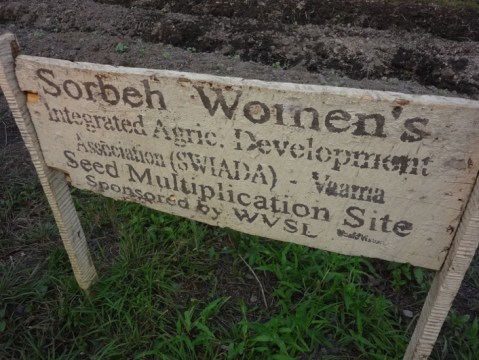 Sorbeh Women's
Integrated Agric. Development
Association (SWIADA) - Vaama
Seed Multiplication Site
Sponsored by WVSL